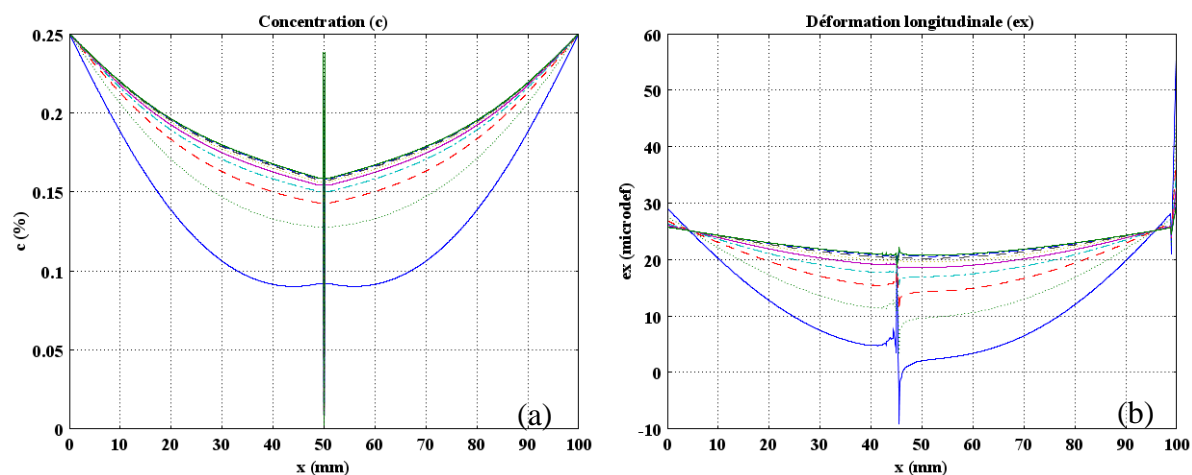 Concentration (c)
0.25
0.2
0.15
0.1
0.05
0
c (%)
0 10 20 30 40 50 60 70 80 90 100
x (mm)
(a)
Déformation longitudinale (ex)
60
50
40
30
20
10
0
-10
ex (microdef)
0 10 20 30 40 50 60 70 80 90 100
x (mm)
(b)